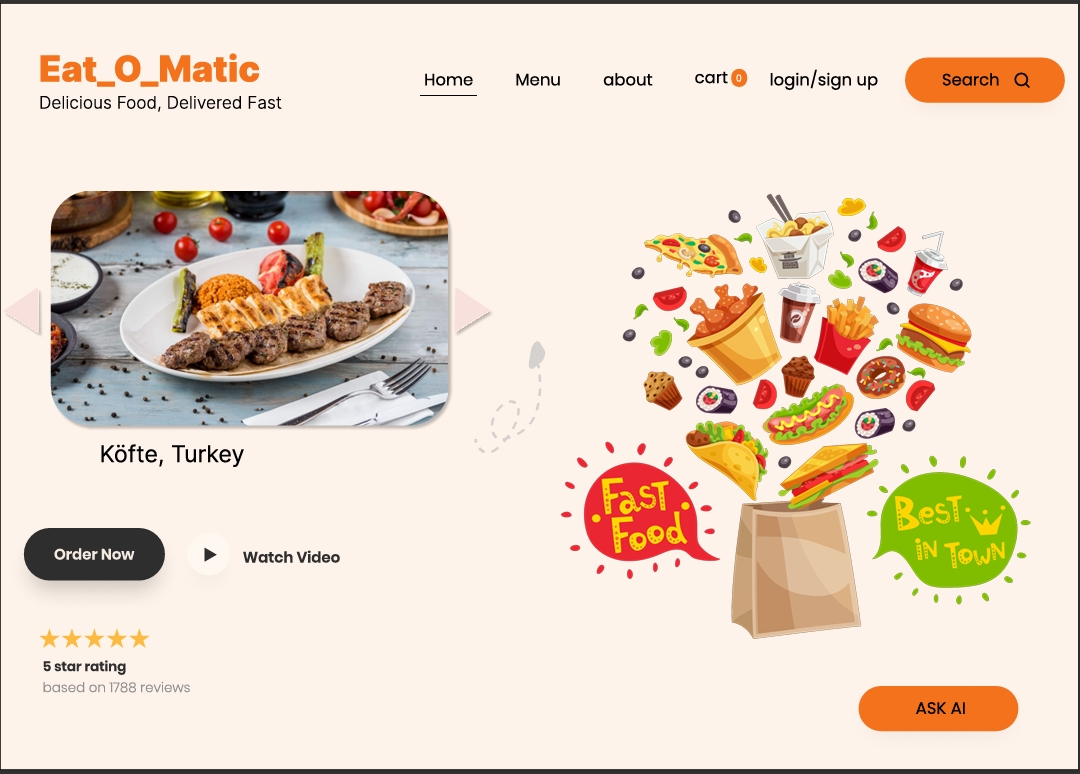 Eat_O_Matic
Delicious Food, Delivered Fast
Home Menu about cart 0 login/sign up Search
Köfte, Turkey
Order Now Watch Video
5 star rating
based on 1788 reviews
FAST
FOOD
BEST
IN TOWN
ASK AI